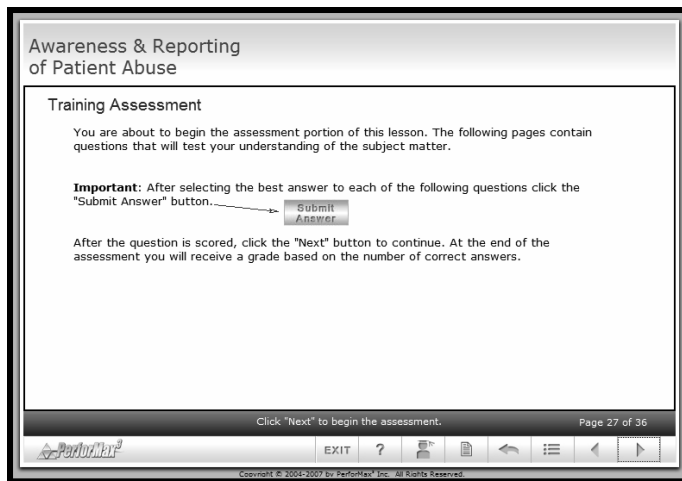 Awareness & Reporting
of Patient Abuse
Training Assessment
You are about to begin the assessment portion of this lesson. The following pages contain
questions that will test your understanding of the subject matter.
Important: After selecting the best answer to each of the following questions click the
"Submit Answer" button.
Submit
Answer
After the question is scored, click the "Next" button to continue. At the end of the
assessment you will receive a grade based on the number of correct answers.
Click "Next" to begin the assessment.
Page 27 of 36
PerforMax³
EXIT ?
Copyright © 2004-2007 by PerforMax³ Inc. All Rights Reserved.